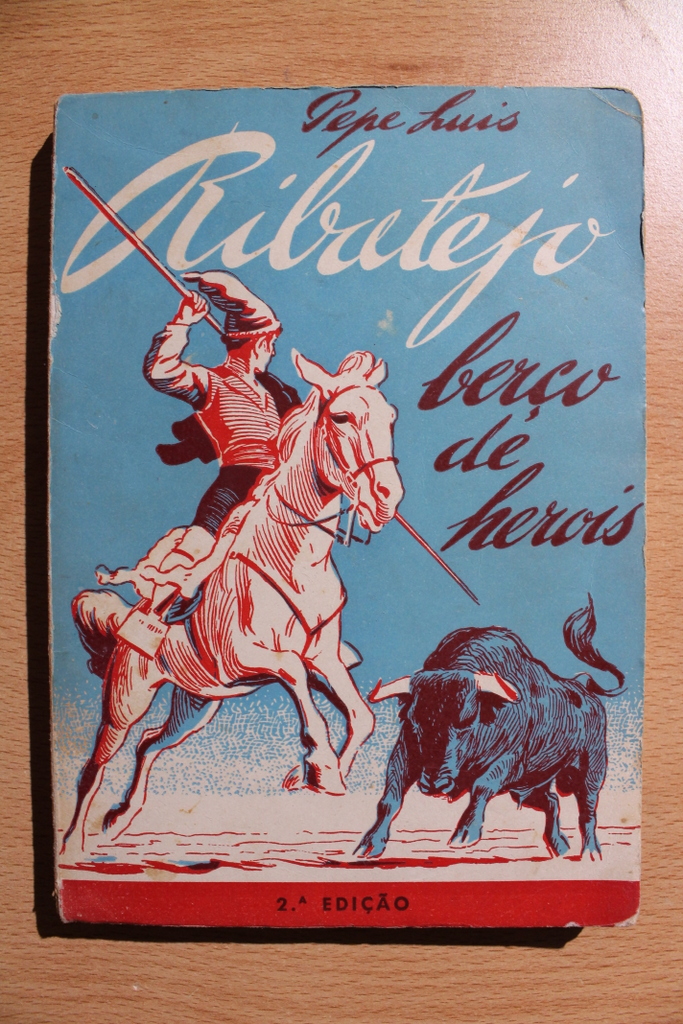 Pepe Luis
Ribatejo
berço
de
herois
2.ª EDIÇÃO